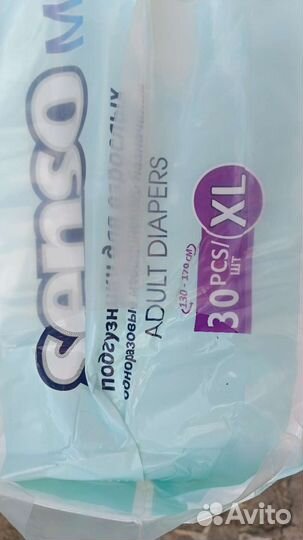 Senso M
подгузники для взрослых
одноразовые
ADULT DIAPERS
(130-170 CM)
30 PCS/ XL
ШТ
Avito